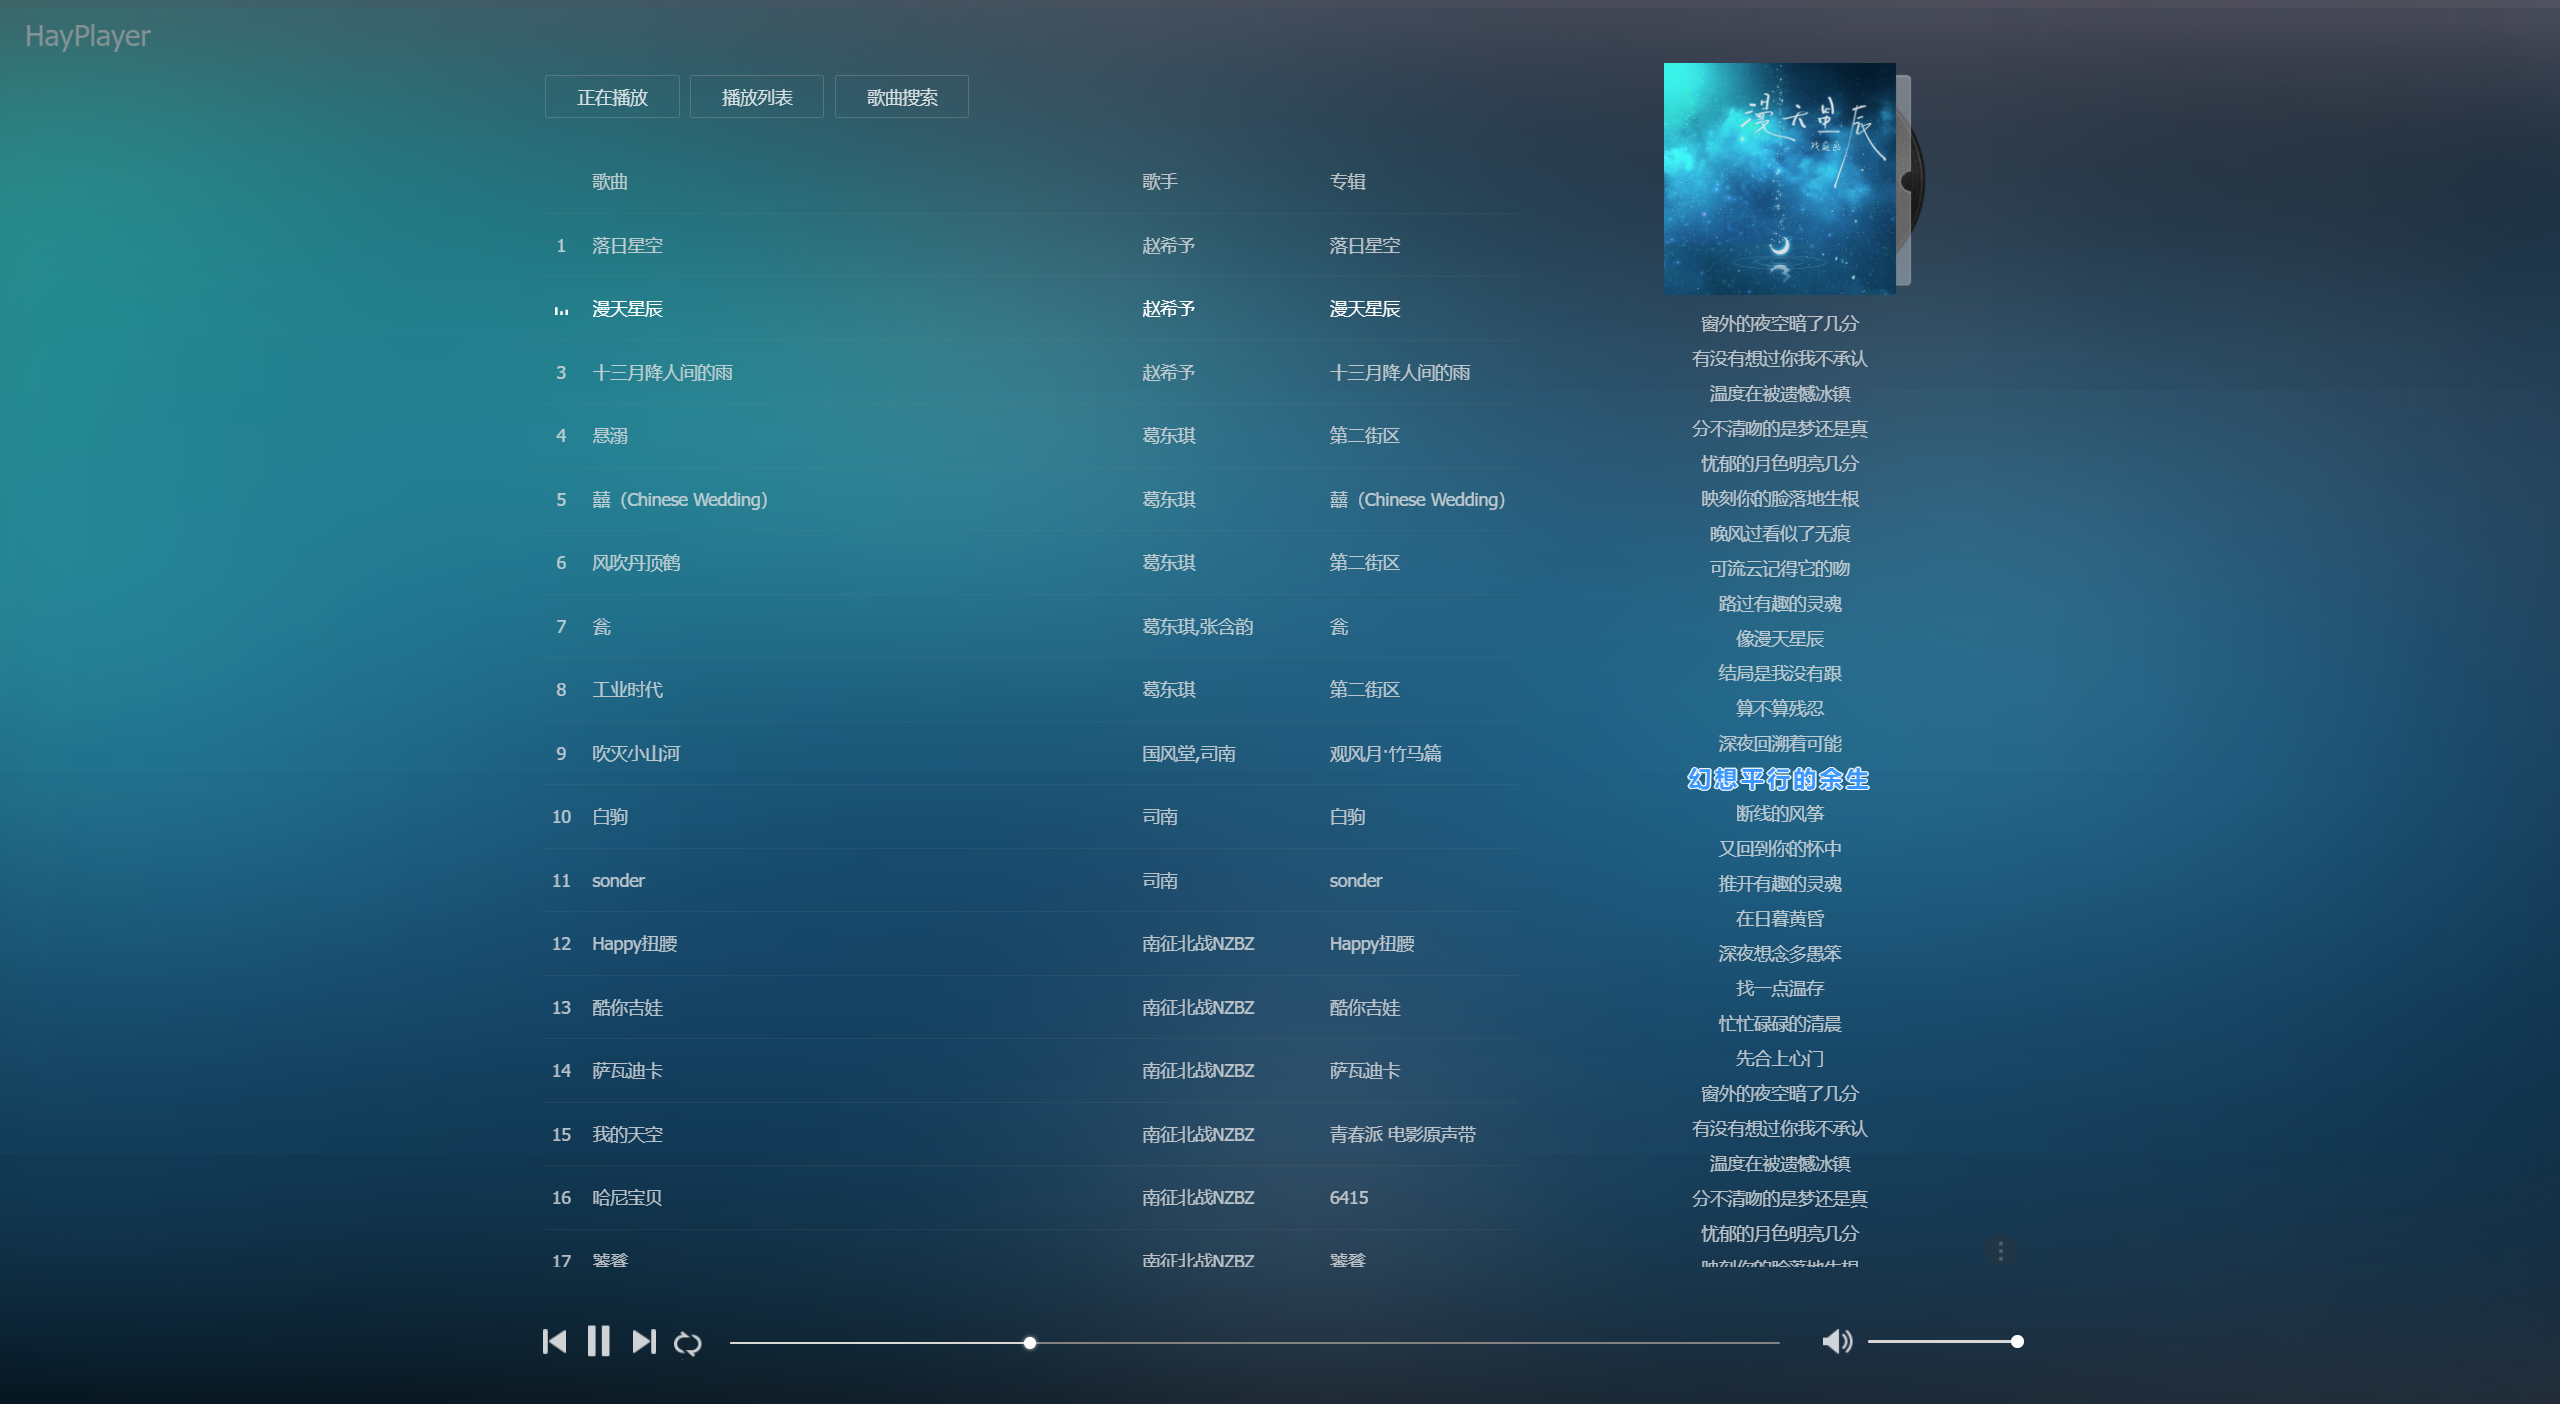 HayPlayer
正在播放 播放列表 歌曲搜索
歌曲 歌手 专辑
1 落日星空 赵希予 落日星空
漫天星辰 赵希予 漫天星辰
3 十三月降人间的雨 赵希予 十三月降人间的雨
4 悬溺 葛东琪 第二街区
5 囍（Chinese Wedding） 葛东琪 囍（Chinese Wedding）
6 风吹丹顶鹤 葛东琪 第二街区
7 瓮 葛东琪,张含韵 瓮
8 工业时代 葛东琪 第二街区
9 吹灭小山河 国风堂,司南 观风月·竹马篇
10 白驹 司南 白驹
11 sonder 司南 sonder
12 Happy扭腰 南征北战NZBZ Happy扭腰
13 酷你吉娃 南征北战NZBZ 酷你吉娃
14 萨瓦迪卡 南征北战NZBZ 萨瓦迪卡
15 我的天空 南征北战NZBZ 青春派 电影原声带
16 哈尼宝贝 南征北战NZBZ 6415
17 饕餮 南征北战NZBZ 饕餮
漫天星辰
窗外的夜空暗了几分
有没有想过你我不承认
温度在被遗憾冰镇
分不清吻的是梦还是真
忧郁的月色明亮几分
映刻你的脸落地生根
晚风过看似了无痕
可流云记得它的吻
路过有趣的灵魂
像漫天星辰
结局是我没有跟
算不算残忍
深夜回溯着可能
幻想平行的余生
断线的风筝
又回到你的怀中
推开有趣的灵魂
在日暮黄昏
深夜想念多愚笨
找一点温存
忙忙碌碌的清晨
先合上心门
窗外的夜空暗了几分
有没有想过你我不承认
温度在被遗憾冰镇
分不清吻的是梦还是真
忧郁的月色明亮几分
映刻你的脸落地生根